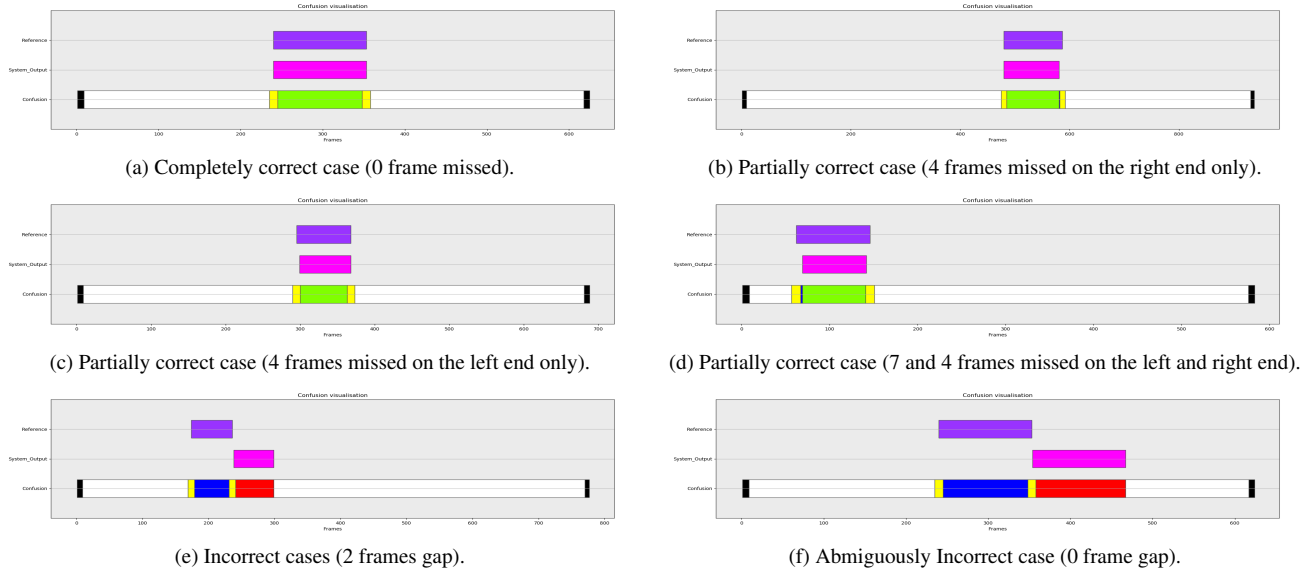 Confusion visualisation
Reference
System_Output
Confusion
0 100 200 300 400 500 600
Frames
(a) Completely correct case (0 frame missed).
Confusion visualisation
Reference
System_Output
Confusion
0 200 400 600 800
Frames
(b) Partially correct case (4 frames missed on the right end only).
Confusion visualisation
Reference
System_Output
Confusion
0 100 200 300 400 500 600 700
Frames
(c) Partially correct case (4 frames missed on the left end only).
Confusion visualisation
Reference
System_Output
Confusion
0 100 200 300 400 500 600
Frames
(d) Partially correct case (7 and 4 frames missed on the left and right end).
Confusion visualisation
Reference
System_Output
Confusion
0 100 200 300 400 500 600 700 800
Frames
(e) Incorrect cases (2 frames gap).
Confusion visualisation
Reference
System_Output
Confusion
0 100 200 300 400 500 600
Frames
(f) Abmiguously Incorrect case (0 frame gap).